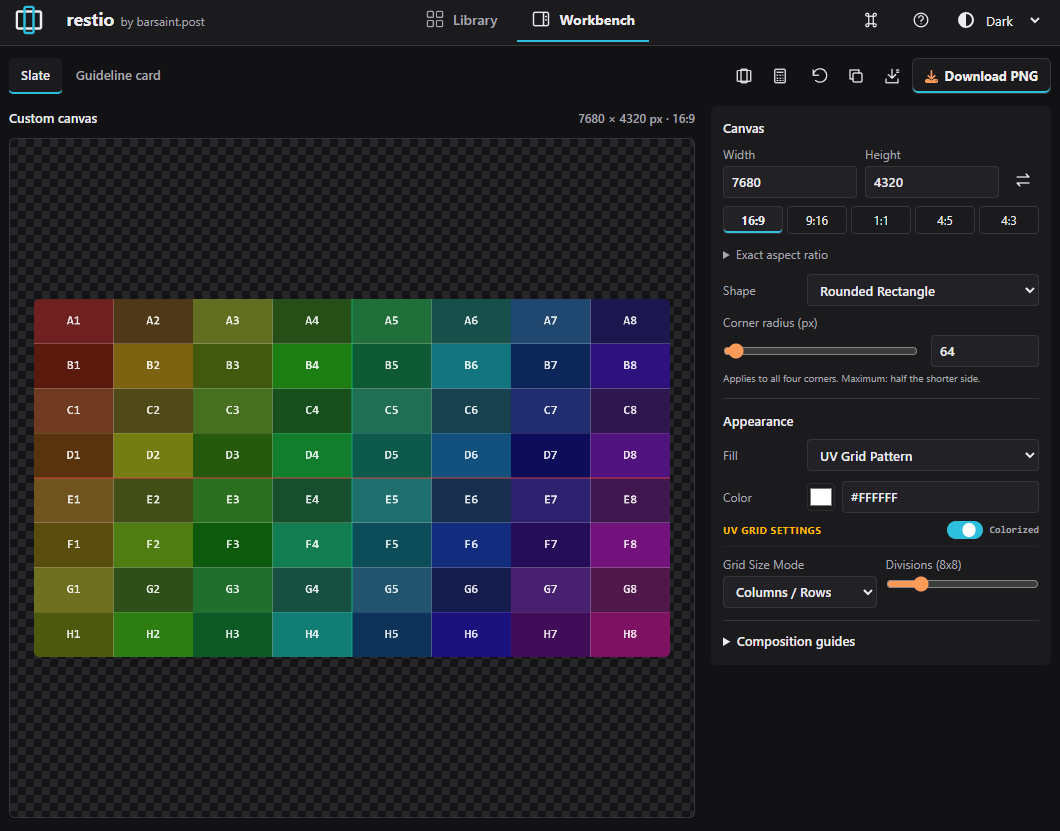 restio by barsaint.post
Library
Workbench
Dark
Slate
Guideline card
Download PNG
Custom canvas
7680 × 4320 px · 16:9
A1 A2 A3 A4 A5 A6 A7 A8
B1 B2 B3 B4 B5 B6 B7 B8
C1 C2 C3 C4 C5 C6 C7 C8
D1 D2 D3 D4 D5 D6 D7 D8
E1 E2 E3 E4 E5 E6 E7 E8
F1 F2 F3 F4 F5 F6 F7 F8
G1 G2 G3 G4 G5 G6 G7 G8
H1 H2 H3 H4 H5 H6 H7 H8
Canvas
Width Height
7680 4320
16:9 9:16 1:1 4:5 4:3
Exact aspect ratio
Shape Rounded Rectangle
Corner radius (px)
64
Applies to all four corners. Maximum: half the shorter side.
Appearance
Fill UV Grid Pattern
Color #FFFFFF
UV GRID SETTINGS Colorized
Grid Size Mode Divisions (8x8)
Columns / Rows
Composition guides